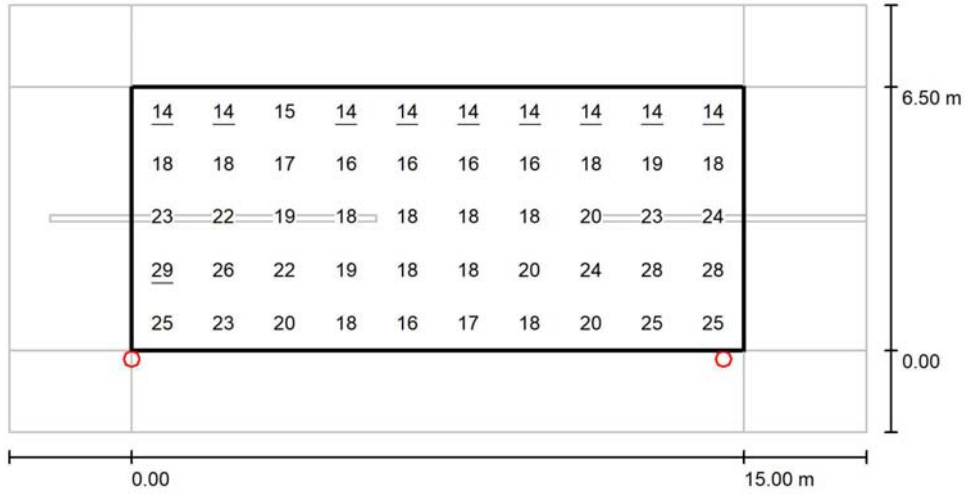 14 14 15 14 14 14 14 14 14 14
18 18 17 16 16 16 16 18 19 18
23 22 19 18 18 18 18 20 23 24
29 26 22 19 18 18 20 24 28 28
25 23 20 18 16 17 18 20 25 25
6.50 m
0.00
0.00 15.00 m